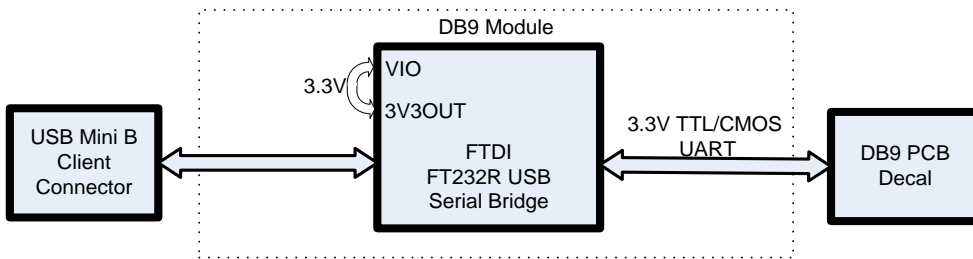 DB9 Module
VIO
3.3V
3V3OUT
USB Mini B
Client
Connector
FTDI
FT232R USB
Serial Bridge
3.3V TTL/CMOS
UART
DB9 PCB
Decal